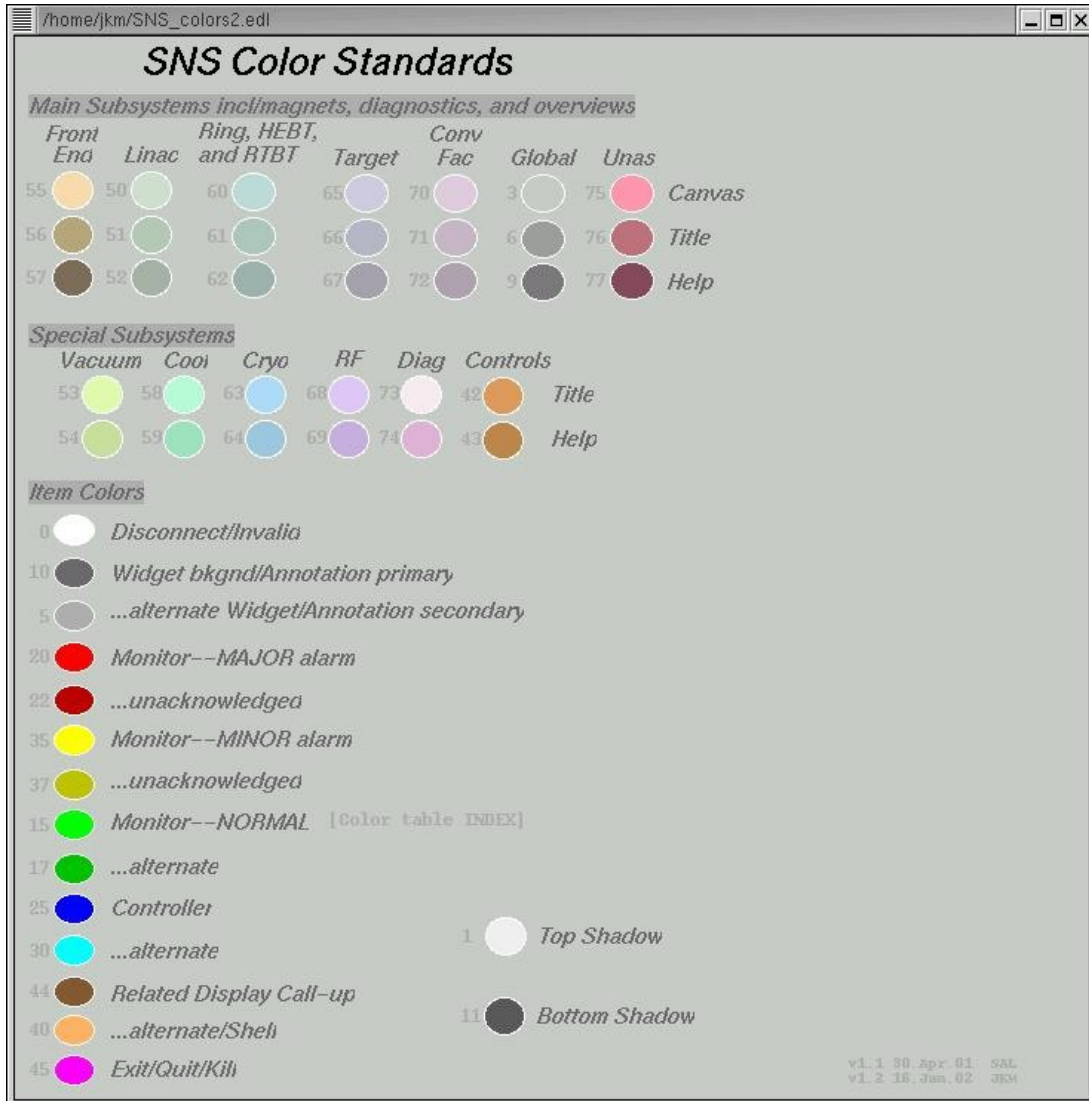 /home/jkm/SNS_colors2.edl
SNS Color Standards
Main Subsystems incl/magnets, diagnostics, and overviews
Front End Linac Ring, HEBT, and RTBT Target Conv Fac Global Unas
55 50 60 65 70 3 75 Canvas
56 51 61 66 71 6 76 Title
57 52 62 67 72 9 77 Help
Special Subsystems
Vacuum Cool Cryo RF Diag Controls
53 58 63 68 73 42 Title
54 59 64 69 74 43 Help
Item Colors
0 Disconnect/Invalid
10 Widget bkgnd/Annotation primary
5 ...alternate Widget/Annotation secondary
20 Monitor--MAJOR alarm
22 ...unacknowledged
35 Monitor--MINOR alarm
37 ...unacknowledged
15 Monitor--NORMAL [Color table INDEX]
17 ...alternate
25 Controller
30 ...alternate
44 Related Display Call-up
40 ...alternate/Shell
45 Exit/Quit/Kill
1 Top Shadow
11 Bottom Shadow
v1.1 30.Apr.01 SAL
v1.2 16.Jan.02 JKM